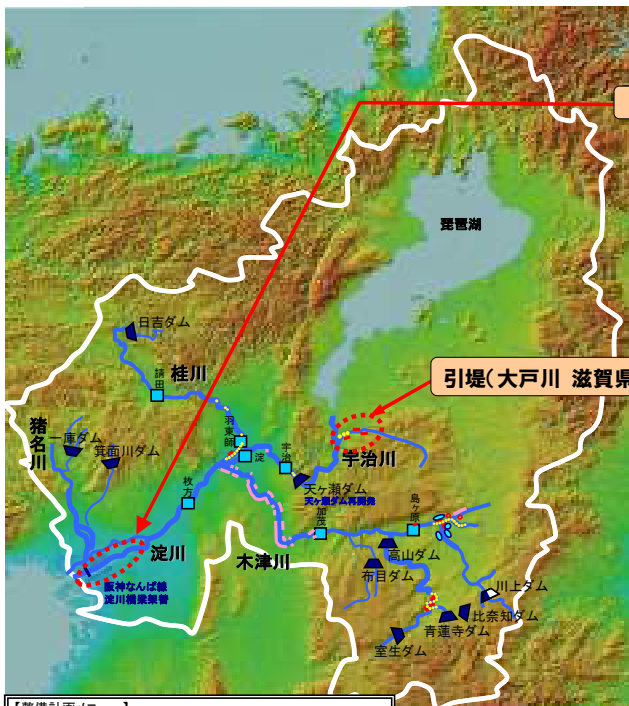 琵琶湖
日吉ダム
請田
桂川
引堤(大戸川 滋賀県
猪名川
一庫ダム
箕面川ダム
羽束師
淀
宇治
宇治川
天ヶ瀬ダム
天ヶ瀬ダム再開発
枚方
加茂
島ヶ原
淀川
木津川
高山ダム
布目ダム
阪神なんば線
淀川橋梁架替
川上ダム
比奈知ダム
青蓮寺ダム
室生ダム